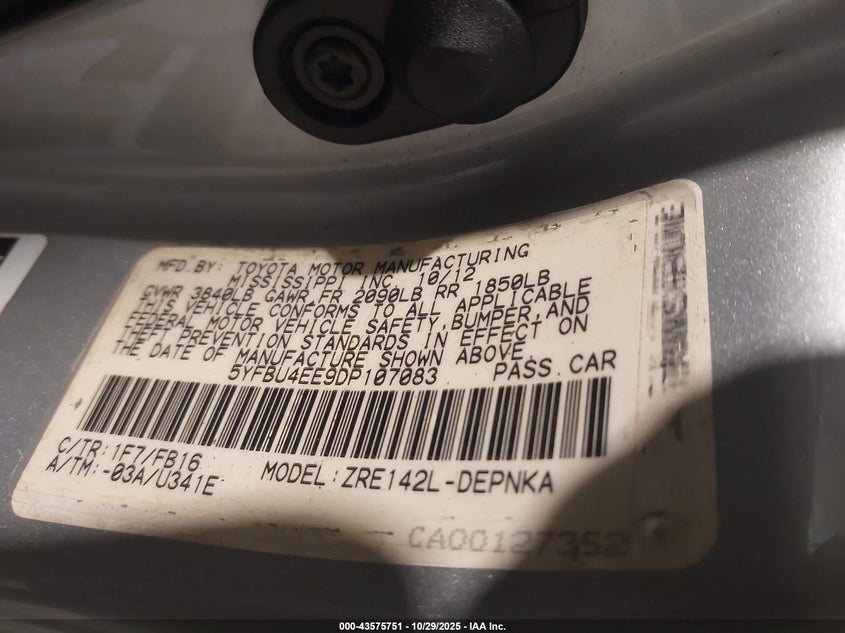 MFD.BY: TOYOTA MOTOR MANUFACTURING
MISSISSIPPI INC. 10/12
GVWR 3840LB GAWR FR 2090LB RR 1850LB
THIS VEHICLE CONFORMS TO ALL APPLICABLE
FEDERAL MOTOR VEHICLE SAFETY,BUMPER,AND
THEFT PREVENTION STANDARDS IN EFFECT ON
THE DATE OF MANUFACTURE SHOWN ABOVE.
5YFBU4EE9DP107083 PASS.CAR
C/TR:1F7/FB16
A/TM:-03A/U341E
MODEL:ZRE142L-DEPNKA
CA00127352
000-43575751 - 10/29/2025 - IAA Inc.